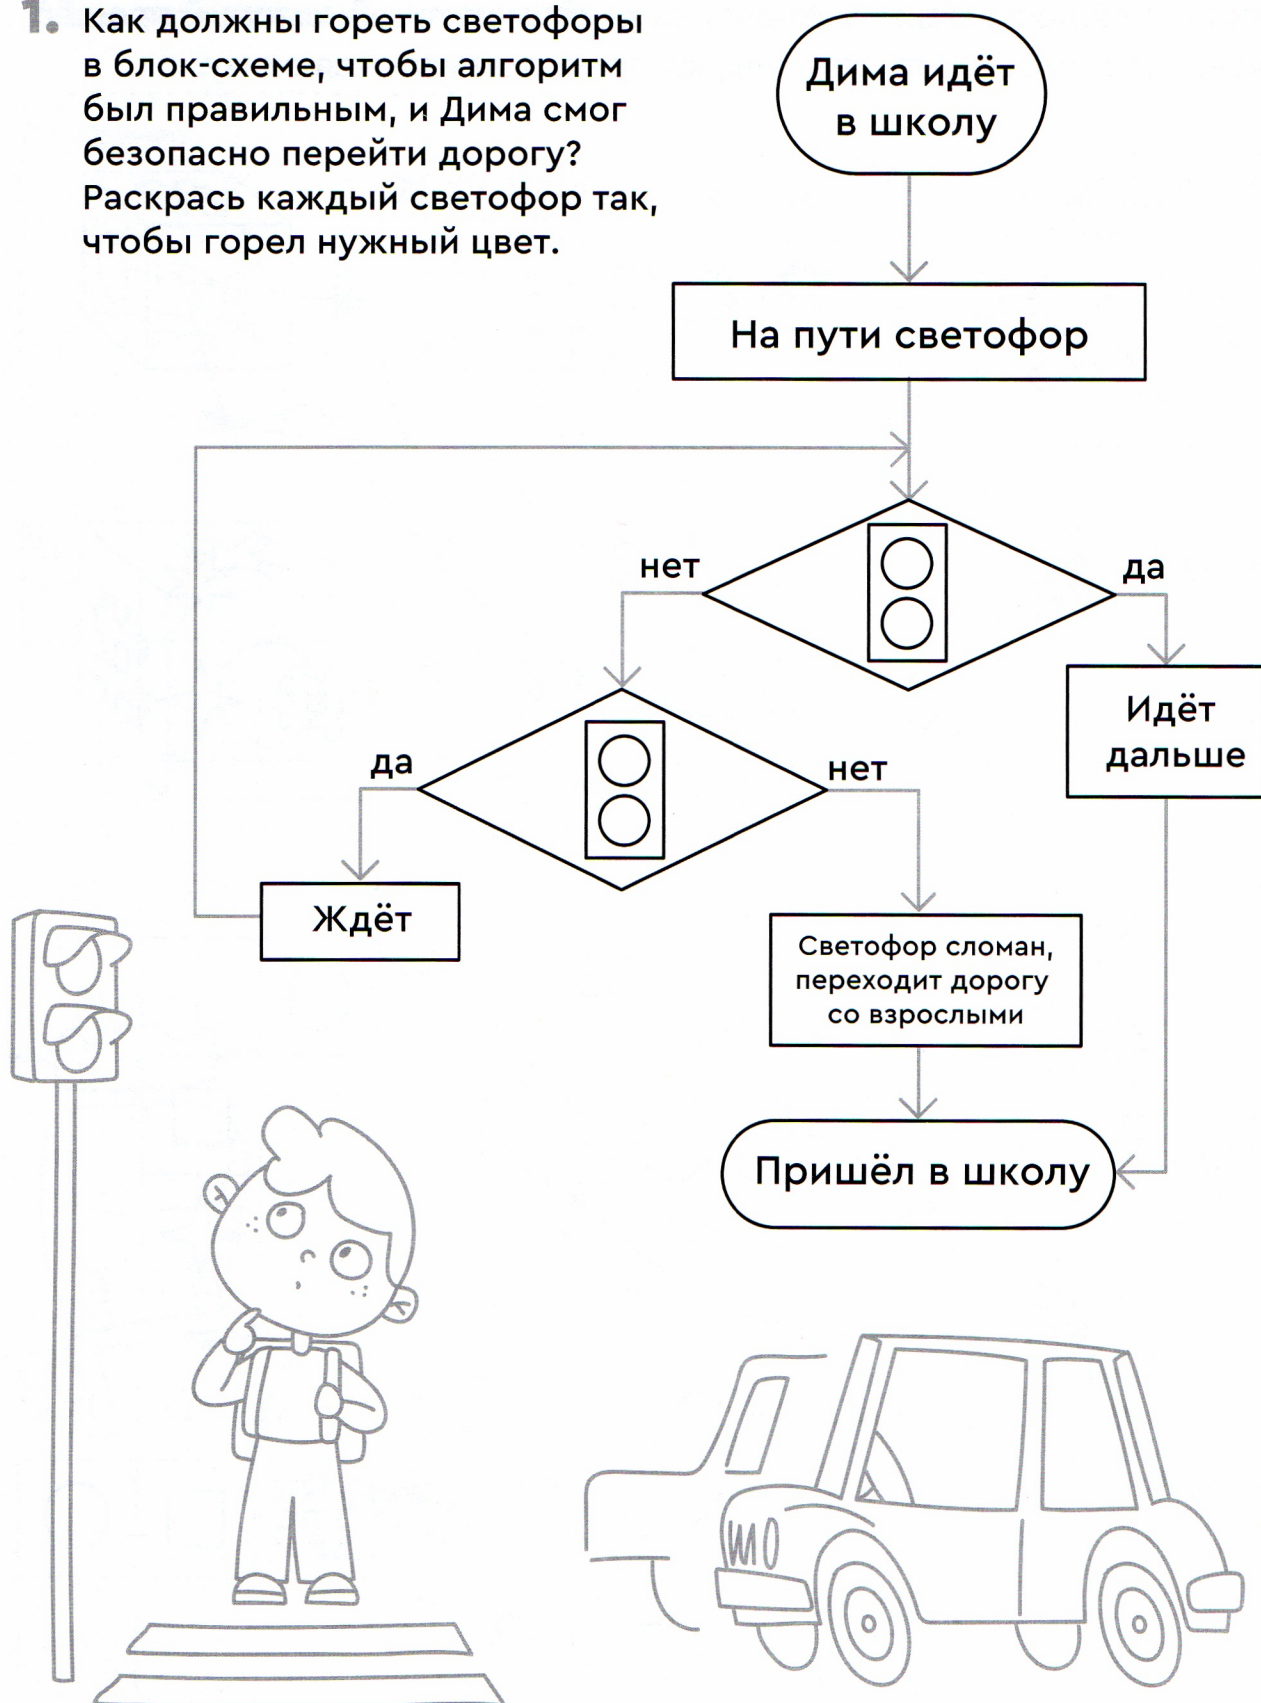 1. Как должны гореть светофоры
в блок-схеме, чтобы алгоритм
был правильным, и Дима смог
безопасно перейти дорогу?
Раскрась каждый светофор так,
чтобы горел нужный цвет.
Дима идёт
в школу
На пути светофор
нет
да
Идёт
дальше
да
нет
Ждёт
Светофор сломан,
переходит дорогу
со взрослыми
Пришёл в школу